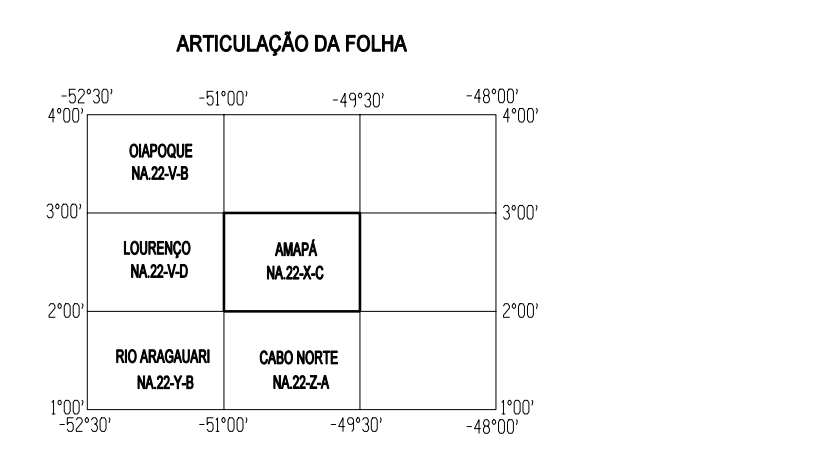 ARTICULAÇÃO DA FOLHA
-52°30' -51°00' -49°30' -48°00'
4°00' 4°00'
OIAPOQUE
NA.22-V-B
3°00' 3°00'
LOURENÇO AMAPÁ
NA.22-V-D NA.22-X-C
2°00' 2°00'
RIO ARAGAUARI CABO NORTE
NA.22-Y-B NA.22-Z-A
1°00' 1°00'
-52°30' -51°00' -49°30' -48°00'